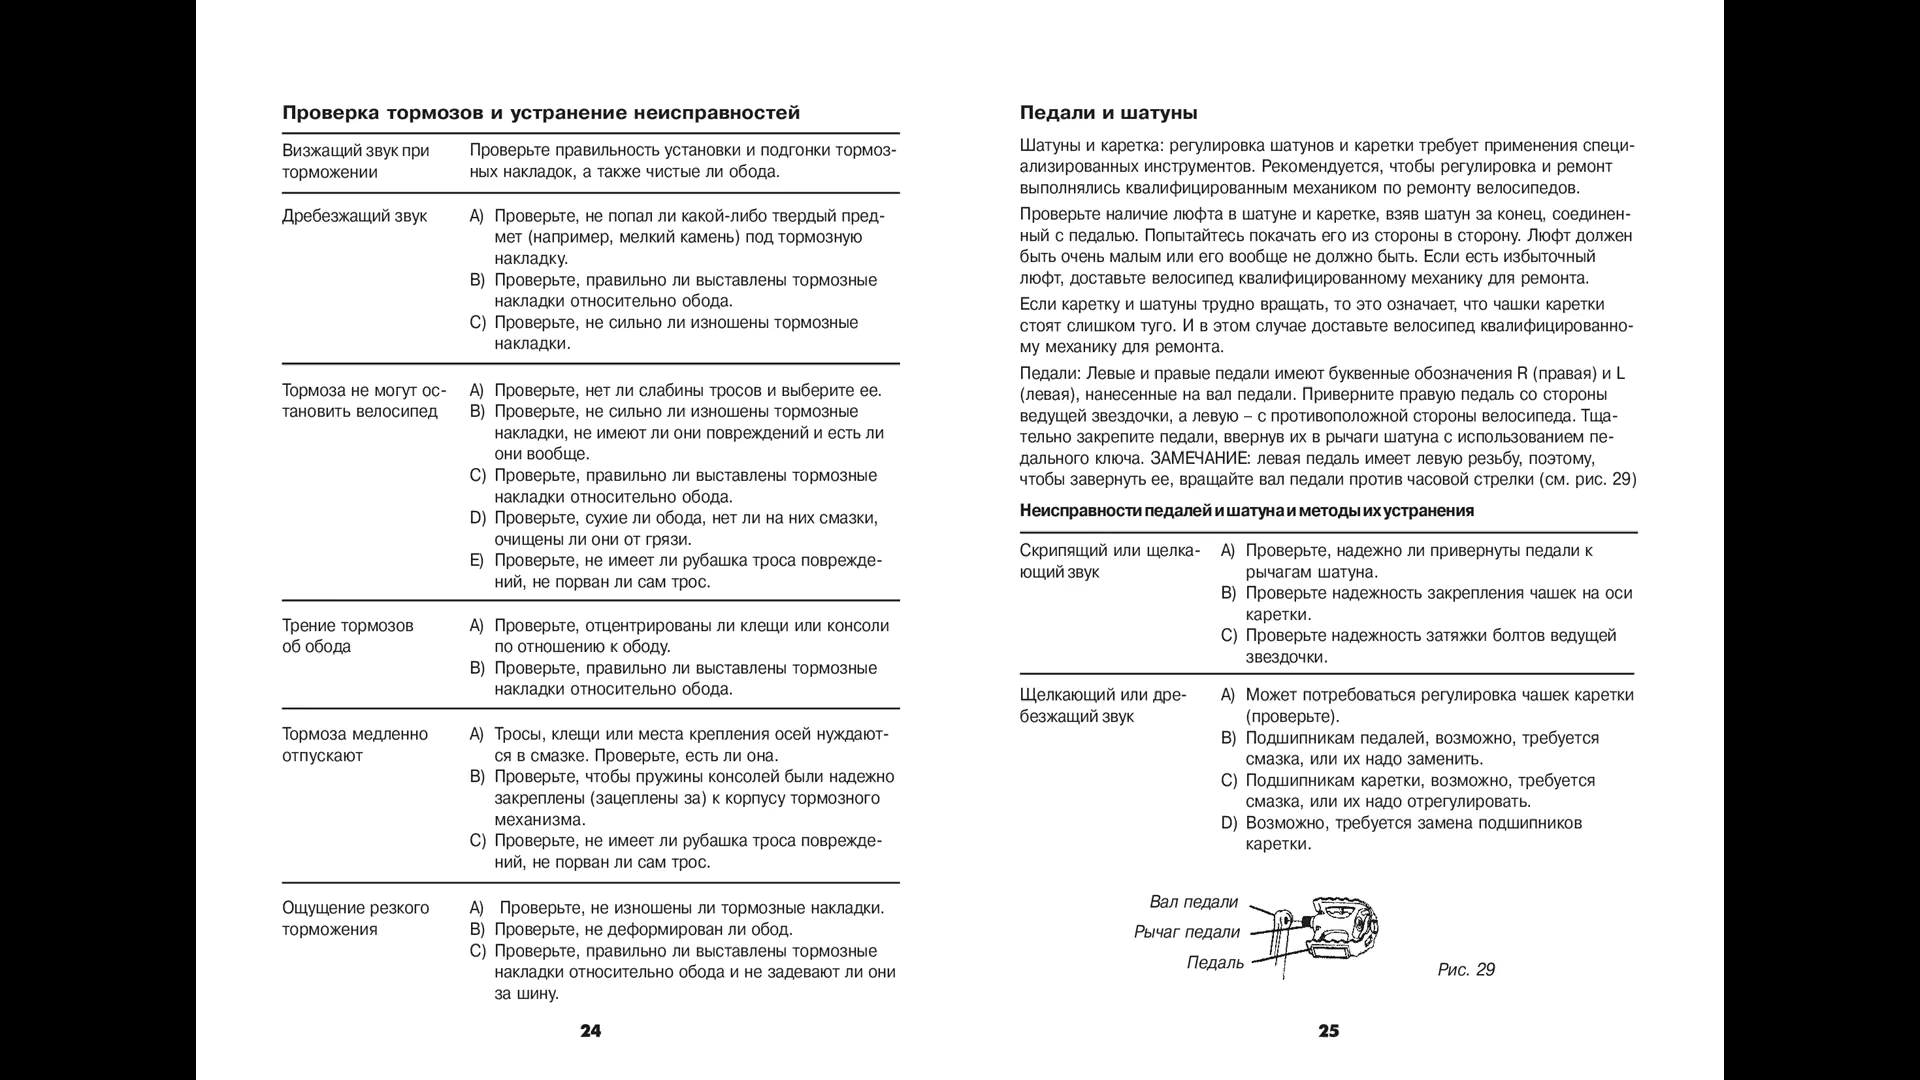 Проверка тормозов и устранение неисправностей
Визжащий звук при
торможении
Проверьте правильность установки и подгонки тормоз-
ных накладок, а также чистые ли обода.
Дребезжащий звук
A) Проверьте, не попал ли какой-либо твердый пред-
мет (например, мелкий камень) под тормозную
накладку.
B) Проверьте, правильно ли выставлены тормозные
накладки относительно обода.
C) Проверьте, не сильно ли изношены тормозные
накладки.
Тормоза не могут ос-
тановить велосипед
A) Проверьте, нет ли слабины тросов и выберите ее.
B) Проверьте, не сильно ли изношены тормозные
накладки, не имеют ли они повреждений и есть ли
они вообще.
C) Проверьте, правильно ли выставлены тормозные
накладки относительно обода.
D) Проверьте, сухие ли обода, нет ли на них смазки,
очищены ли они от грязи.
E) Проверьте, не имеет ли рубашка троса поврежде-
ний, не порван ли сам трос.
Трение тормозов
об обода
A) Проверьте, отцентрированы ли клещи или консоли
по отношению к ободу.
B) Проверьте, правильно ли выставлены тормозные
накладки относительно обода.
Тормоза медленно
отпускают
A) Тросы, клещи или места крепления осей нуждают-
ся в смазке. Проверьте, есть ли она.
B) Проверьте, чтобы пружины консолей были надежно
закреплены (зацеплены за) к корпусу тормозного
механизма.
C) Проверьте, не имеет ли рубашка троса поврежде-
ний, не порван ли сам трос.
Ощущение резкого
торможения
A) Проверьте, не изношены ли тормозные накладки.
B) Проверьте, не деформирован ли обод.
C) Проверьте, правильно ли выставлены тормозные
накладки относительно обода и не задевают ли они
за шину.
24
Педали и шатуны
Шатуны и каретка: регулировка шатунов и каретки требует применения специ-
ализированных инструментов. Рекомендуется, чтобы регулировка и ремонт
выполнялись квалифицированным механиком по ремонту велосипедов.
Проверьте наличие люфта в шатуне и каретке, взяв шатун за конец, соединен-
ный с педалью. Попытайтесь покачать его из стороны в сторону. Люфт должен
быть очень малым или его вообще не должно быть. Если есть избыточный
люфт, доставьте велосипед квалифицированному механику для ремонта.
Если каретку и шатуны трудно вращать, то это означает, что чашки каретки
стоят слишком туго. И в этом случае доставьте велосипед квалифицированно-
му механику для ремонта.
Педали: Левые и правые педали имеют буквенные обозначения R (правая) и L
(левая), нанесенные на вал педали. Приверните правую педаль со стороны
ведущей звездочки, а левую – с противоположной стороны велосипеда. Тща-
тельно закрепите педали, ввернув их в рычаги шатуна с использованием пе-
дального ключа. ЗАМЕЧАНИЕ: левая педаль имеет левую резьбу, поэтому,
чтобы завернуть ее, вращайте вал педали против часовой стрелки (см. рис. 29)
Неисправности педалей и шатуна и методы их устранения
Скрипящий или щелка-
ющий звук
A) Проверьте, надежно ли привернуты педали к
рычагам шатуна.
B) Проверьте надежность закрепления чашек на оси
каретки.
C) Проверьте надежность затяжки болтов ведущей
звездочки.
Щелкающий или дре-
безжащий звук
A) Может потребоваться регулировка чашек каретки
(проверьте).
B) Подшипникам педалей, возможно, требуется
смазка, или их надо заменить.
C) Подшипникам каретки, возможно, требуется
смазка, или их надо отрегулировать.
D) Возможно, требуется замена подшипников
каретки.
Вал педали
Рычаг педали
Педаль
Рис. 29
25